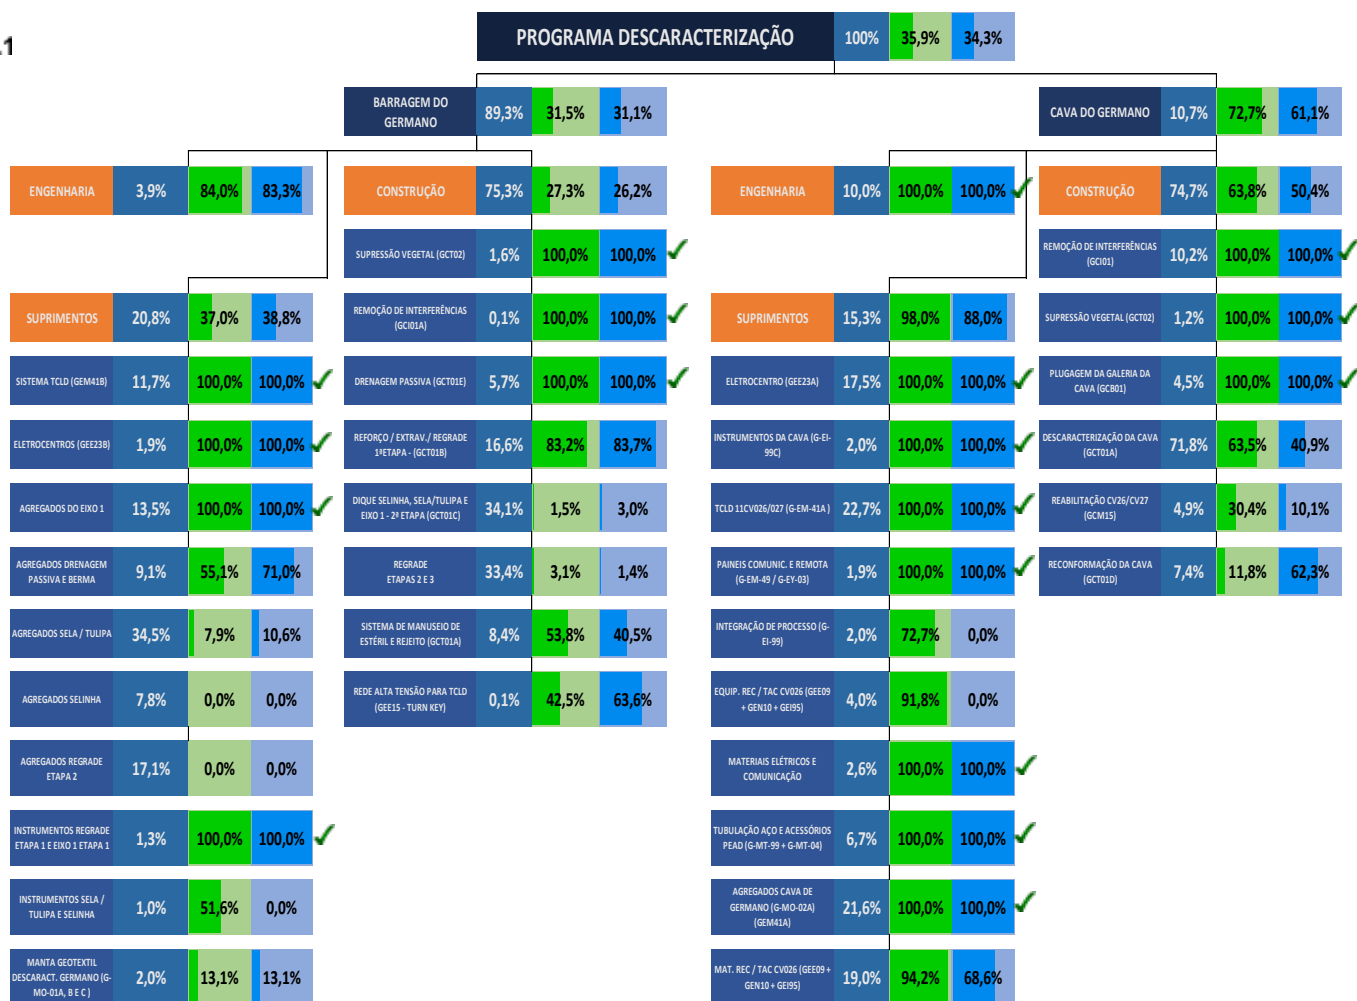 .1
PROGRAMA DESCARACTERIZAÇÃO 100% 35,9% 34,3%
BARRAGEM DO
GERMANO
89,3% 31,5% 31,1%
CAVA DO GERMANO 10,7% 72,7% 61,1%
ENGENHARIA 3,9% 84,0% 83,3%
CONSTRUÇÃO 75,3% 27,3% 26,2%
ENGENHARIA 10,0% 100,0% 100,0%
CONSTRUÇÃO 74,7% 63,8% 50,4%
SUPRESSÃO VEGETAL (GCT02) 1,6% 100,0% 100,0%
REMOÇÃO DE INTERFERÊNCIAS
(GCI01)
10,2% 100,0% 100,0%
SUPRIMENTOS 20,8% 37,0% 38,8%
REMOÇÃO DE INTERFERÊNCIAS
(GCI01A)
0,1% 100,0% 100,0%
SUPRIMENTOS 15,3% 98,0% 88,0%
SUPRESSÃO VEGETAL (GCT02) 1,2% 100,0% 100,0%
SISTEMA TCLD (GEM41B) 11,7% 100,0% 100,0%
DRENAGEM PASSIVA (GCT01E) 5,7% 100,0% 100,0%
ELETROCENTRO (GEE23A) 17,5% 100,0% 100,0%
PLUGAGEM DA GALERIA DA
CAVA (GCB01)
4,5% 100,0% 100,0%
ELETROCENTROS (GEE23B) 1,9% 100,0% 100,0%
REFORÇO / EXTRAV./ REGRADE
1ªETAPA - (GCT01B)
16,6% 83,2% 83,7%
INSTRUMENTOS DA CAVA (G-EI-
99C)
2,0% 100,0% 100,0%
DESCARACTERIZAÇÃO DA CAVA
(GCT01A)
71,8% 63,5% 40,9%
AGREGADOS DO EIXO 1 13,5% 100,0% 100,0%
DIQUE SELINHA, SELA/TULIPA E
EIXO 1 - 2ª ETAPA (GCT01C)
34,1% 1,5% 3,0%
TCLD 11CV026/027 (G-EM-41A ) 22,7% 100,0% 100,0%
REABILITAÇÃO CV26/CV27
(GCM15)
4,9% 30,4% 10,1%
AGREGADOS DRENAGEM
PASSIVA E BERMA
9,1% 55,1% 71,0%
REGRADE
ETAPAS 2 E 3
33,4% 3,1% 1,4%
PAINEIS COMUNIC. E REMOTA
(G-EM-49 / G-EY-03)
1,9% 100,0% 100,0%
RECONFORMAÇÃO DA CAVA
(GCT01D)
7,4% 11,8% 62,3%
AGREGADOS SELA / TULIPA 34,5% 7,9% 10,6%
SISTEMA DE MANUSEIO DE
ESTÉRIL E REJEITO (GCT01A)
8,4% 53,8% 40,5%
INTEGRAÇÃO DE PROCESSO (G-
EI-99)
2,0% 72,7% 0,0%
AGREGADOS SELINHA 7,8% 0,0% 0,0%
REDE ALTA TENSÃO PARA TCLD
(GEE15 - TURN KEY)
0,1% 42,5% 63,6%
EQUIP. REC / TAC CV026 (GEE09
+ GEN10 + GEI95)
4,0% 91,8% 0,0%
AGREGADOS REGRADE
ETAPA 2
17,1% 0,0% 0,0%
MATERIAIS ELÉTRICOS E
COMUNICAÇÃO
2,6% 100,0% 100,0%
INSTRUMENTOS REGRADE
ETAPA 1 E EIXO 1 ETAPA 1
1,3% 100,0% 100,0%
TUBULAÇÃO AÇO E ACESSÓRIOS
PEAD (G-MT-99 + G-MT-04)
6,7% 100,0% 100,0%
INSTRUMENTOS SELA /
TULIPA E SELINHA
1,0% 51,6% 0,0%
AGREGADOS CAVA DE
GERMANO (G-MO-02A)
(GEM41A)
21,6% 100,0% 100,0%
MANTA GEOTEXTIL
DESCARACT. GERMANO (G-
MO-01A, B E C )
2,0% 13,1% 13,1%
MAT. REC / TAC CV026 (GEE09 +
GEN10 + GEI95)
19,0% 94,2% 68,6%